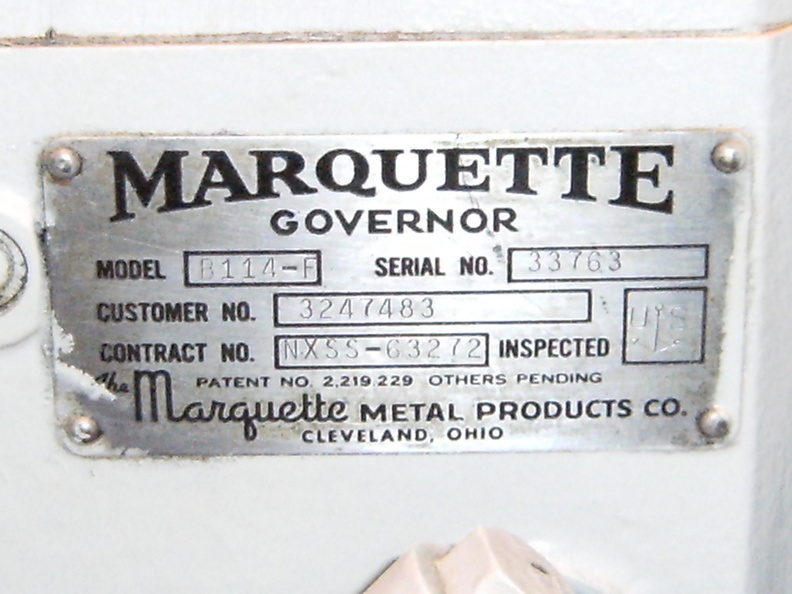 MARQUETTE
GOVERNOR
MODEL B114-F SERIAL NO. 33763
CUSTOMER NO. 3247483
CONTRACT NO. NXSS-63272 INSPECTED
PATENT NO. 2,219,229 OTHERS PENDING
The Marquette METAL PRODUCTS CO.
CLEVELAND, OHIO